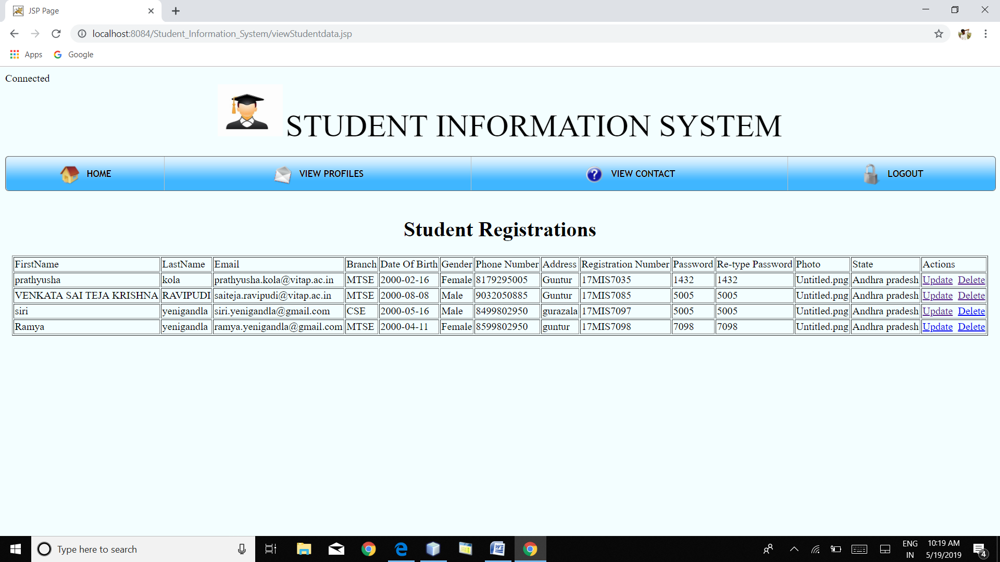 JSP Page
localhost:8084/Student_Information_System/viewStudentdata.jsp
Apps Google
Connected
STUDENT INFORMATION SYSTEM
HOME VIEW PROFILES VIEW CONTACT LOGOUT
Student Registrations
FirstName LastName Email Branch Date Of Birth Gender Phone Number Address Registration Number Password Re-type Password Photo State Actions
prathyusha kola prathyusha.kola@vitap.ac.in MTSE 2000-02-16 Female 8179295005 Guntur 17MIS7035 1432 1432 Untitled.png Andhra pradesh Update Delete
VENKATA SAI TEJA KRISHNA RAVIPUDI saiteja.ravipudi@vitap.ac.in MTSE 2000-08-08 Male 9032050885 Guntur 17MIS7085 5005 5005 Untitled.png Andhra pradesh Update Delete
siri yenigandla siri.yenigandla@gmail.com CSE 2000-05-16 Male 8499802950 gurazala 17MIS7097 5005 5005 Untitled.png Andhra pradesh Update Delete
Ramya yenigandla ramya.yenigandla@gmail.com MTSE 2000-04-11 Female 8599802950 guntur 17MIS7098 7098 7098 Untitled.png Andhra pradesh Update Delete
Type here to search
ENG 10:19 AM
IN 5/19/2019 4